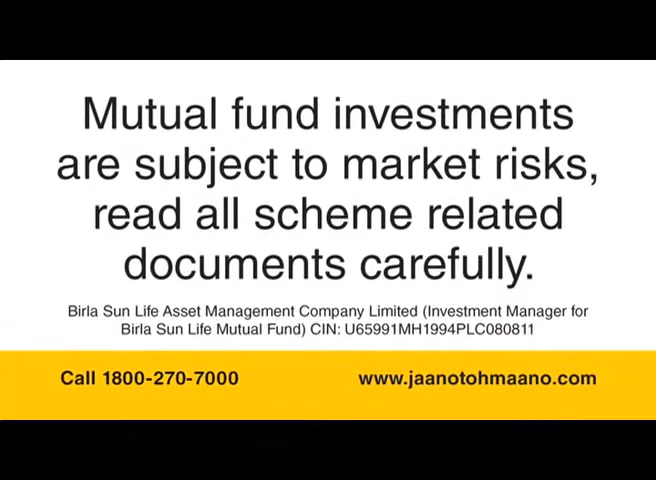 Mutual fund investments
are subject to market risks,
read all scheme related
documents carefully.
Birla Sun Life Asset Management Company Limited (Investment Manager for
Birla Sun Life Mutual Fund) CIN: U65991MH1994PLC080811
Call 1800-270-7000
www.jaanotohmaano.com